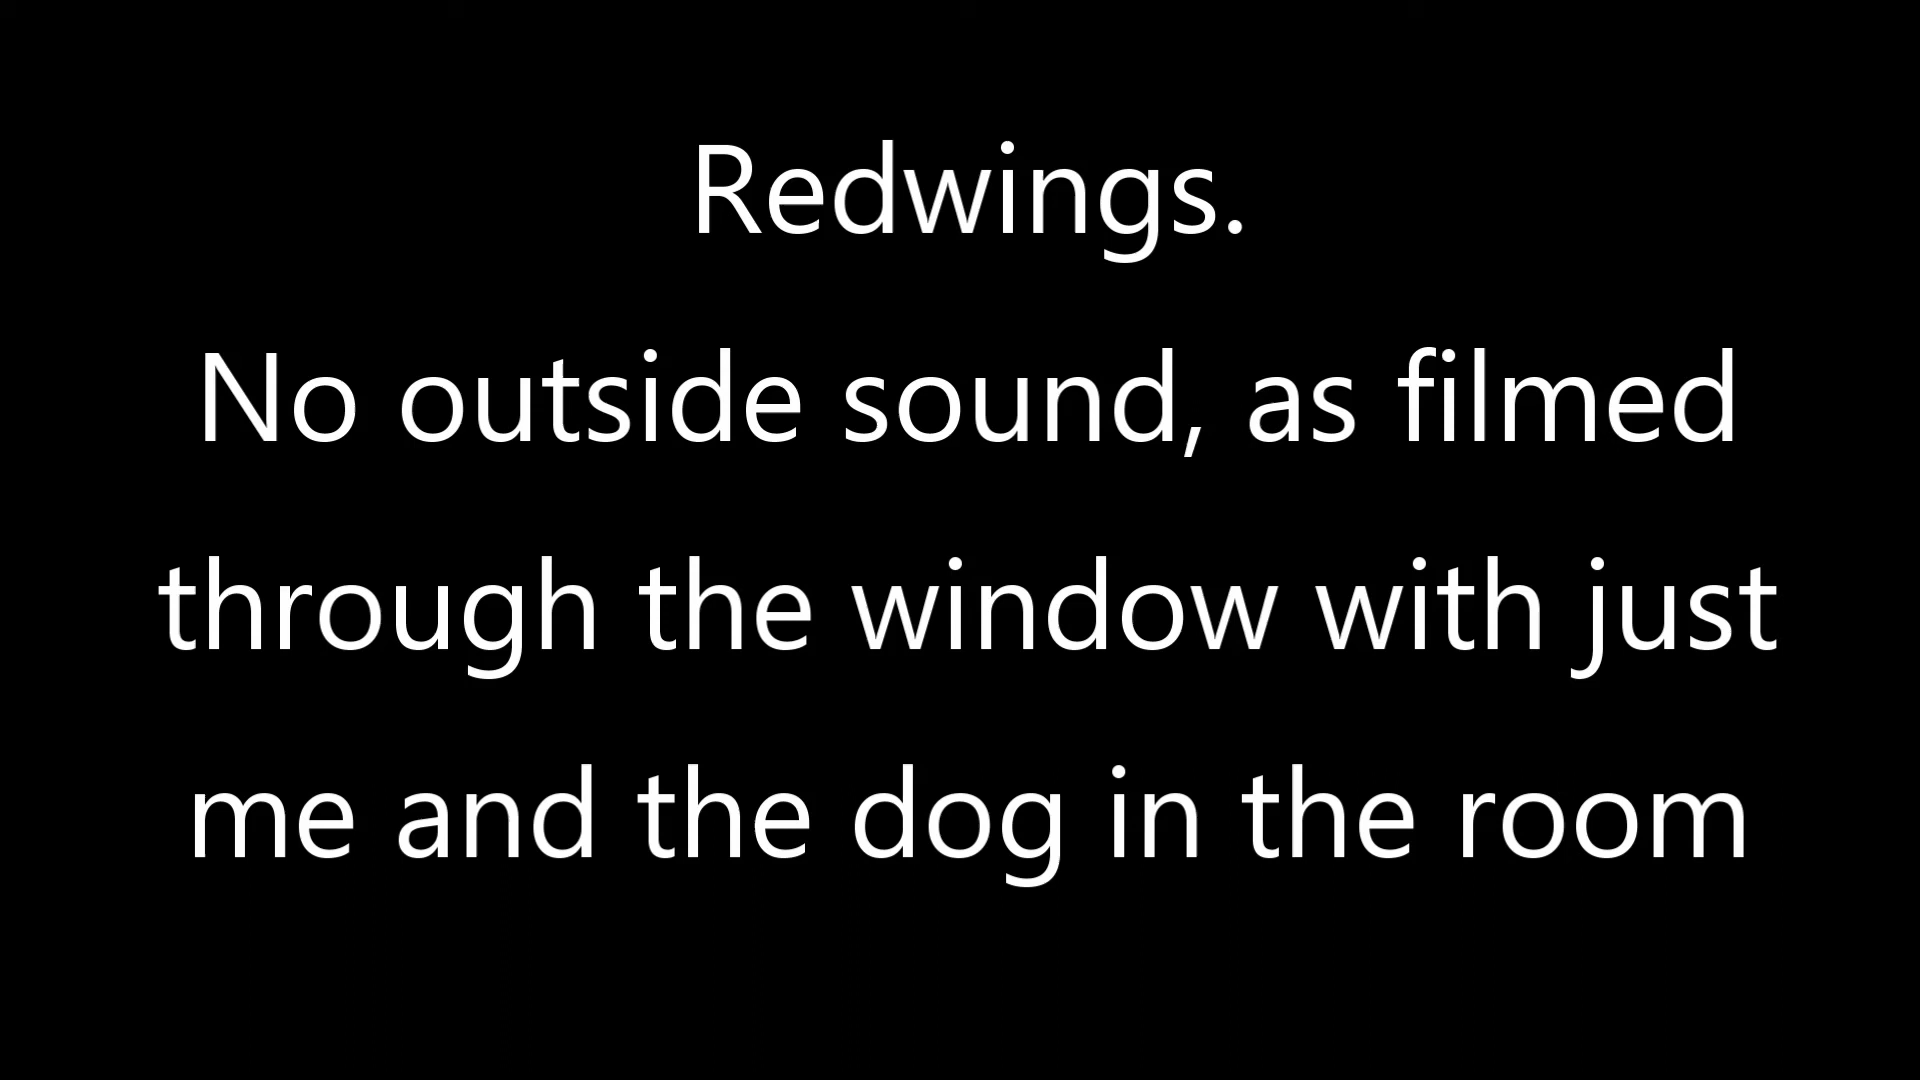 Redwings.
No outside sound, as filmed
through the window with just
me and the dog in the room